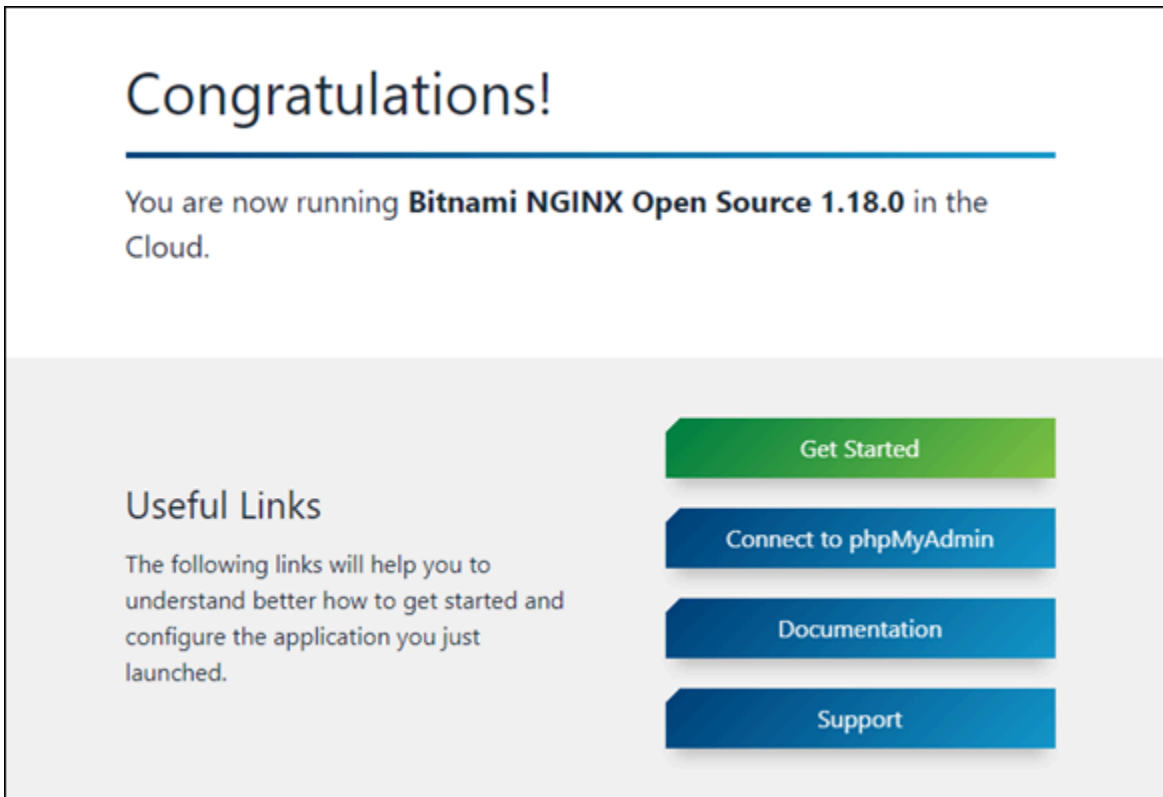 Congratulations!
You are now running Bitnami NGINX Open Source 1.18.0 in the
Cloud.
Useful Links
The following links will help you to
understand better how to get started and
configure the application you just
launched.
Get Started
Connect to phpMyAdmin
Documentation
Support